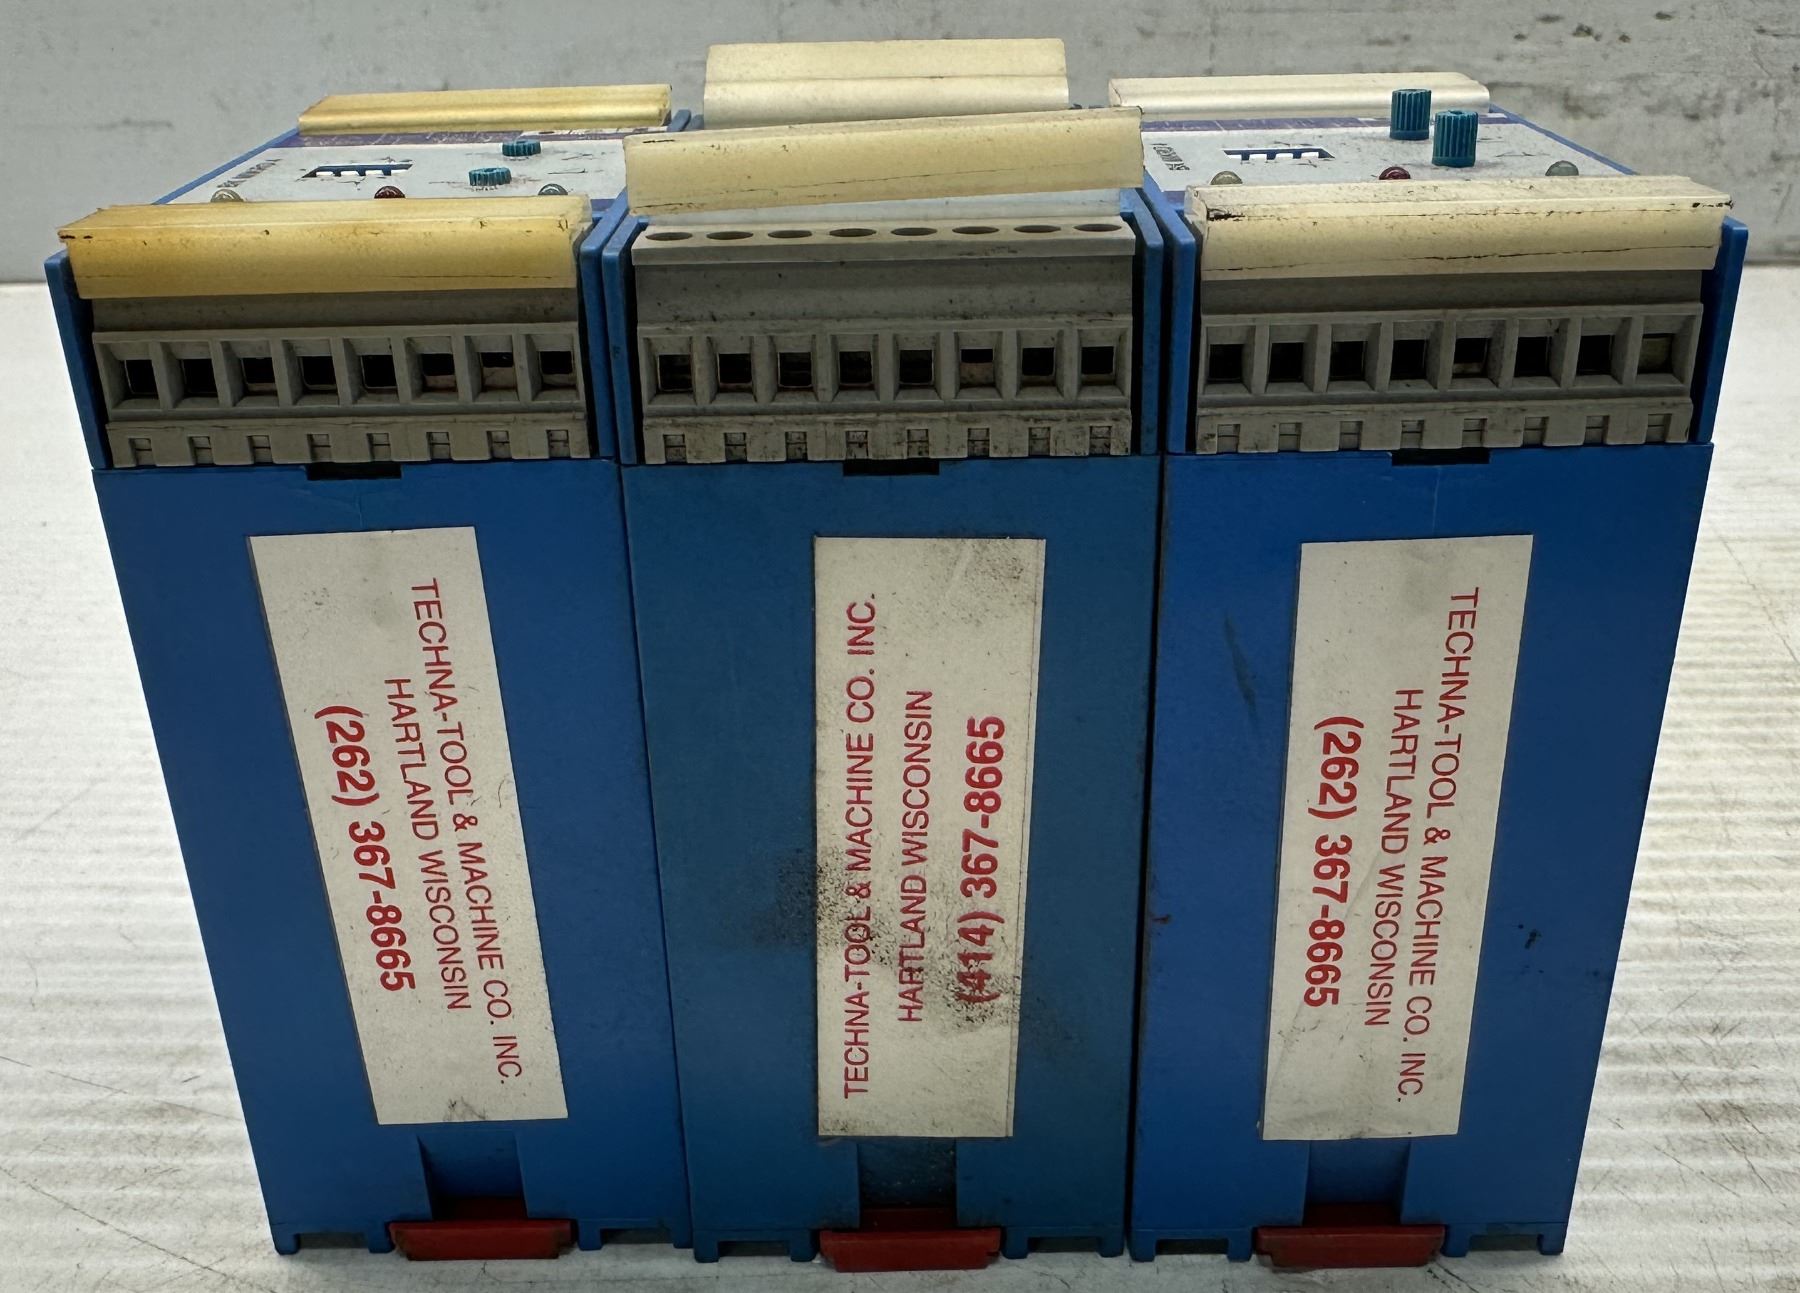 TECHNA-TOOL & MACHINE CO. INC.
HARTLAND WISCONSIN
(262) 367-8665
TECHNA-TOOL & MACHINE CO. INC.
HARTLAND WISCCONSIN
(414) 367-8665
TECHNA-TOOL & MACHINE CO. INC.
HARTLAND WISCONSIN
(262) 367-8665